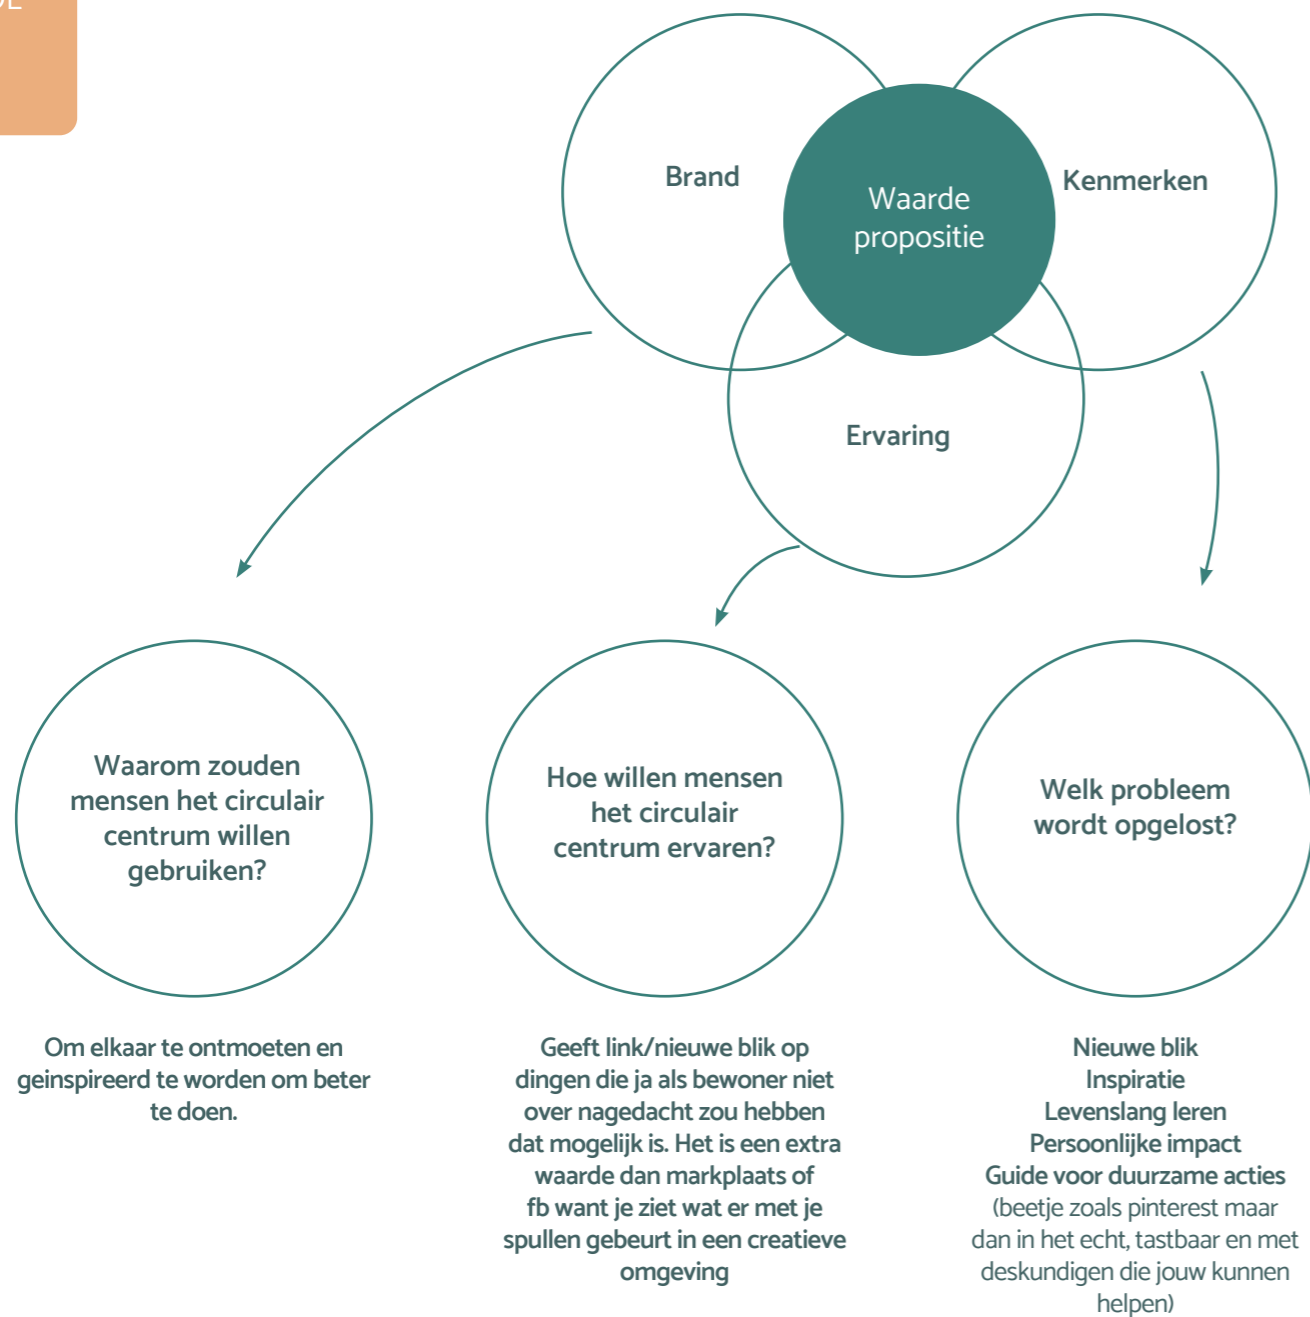 Brand
Waarde
propositie
Kenmerken
Ervaring
Waarom zouden
mensen het circulair
centrum willen
gebruiken?
Hoe willen mensen
het circulair
centrum ervaren?
Welk probleem
wordt opgelost?
Om elkaar te ontmoeten en
geinspireerd te worden om beter
te doen.
Geeft link/nieuwe blik op
dingen die ja als bewoner niet
over nagedacht zou hebben
dat mogelijk is. Het is een extra
waarde dan markplaats of
fb want je ziet wat er met je
spullen gebeurt in een creatieve
omgeving
Nieuwe blik
Inspiratie
Levenslang leren
Persoonlijke impact
Guide voor duurzame acties
(beetje zoals pinterest maar
dan in het echt, tastbaar en met
deskundigen die jouw kunnen
helpen)